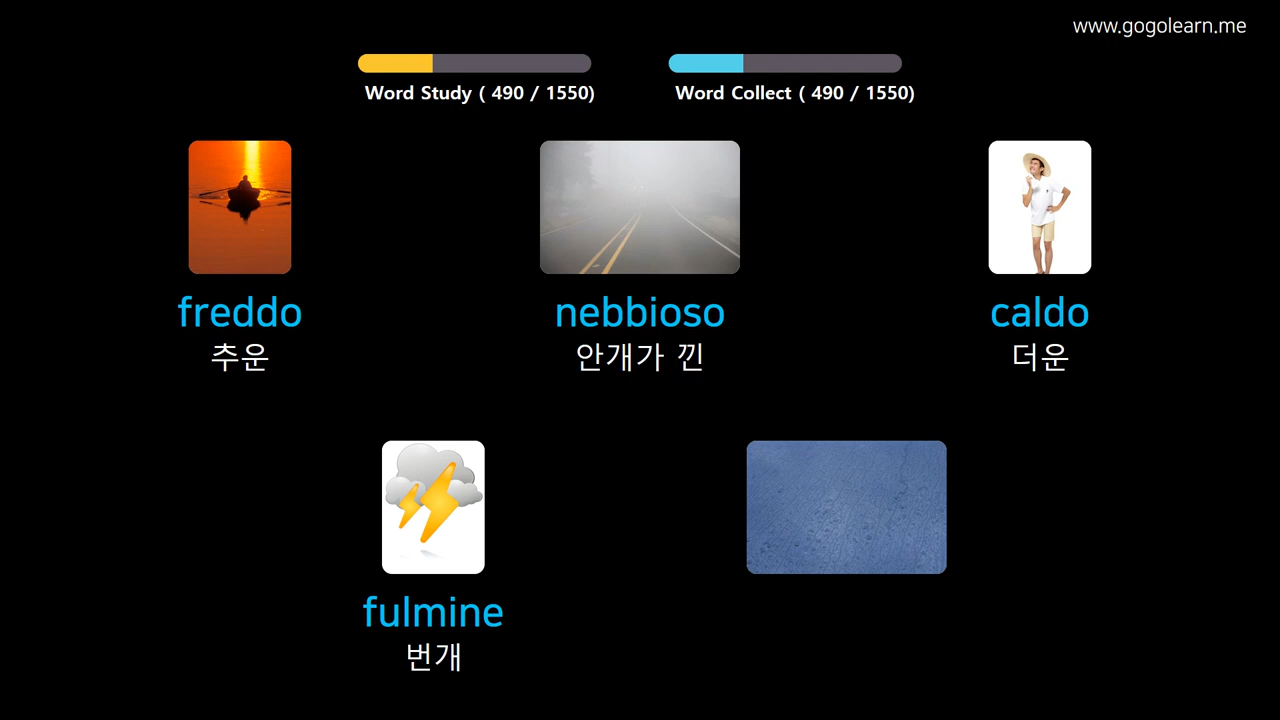 www.gogolearn.me
Word Study ( 490 / 1550)
Word Collect ( 490 / 1550)
freddo
추운
nebbioso
안개가 낀
caldo
더운
fulmine
번개